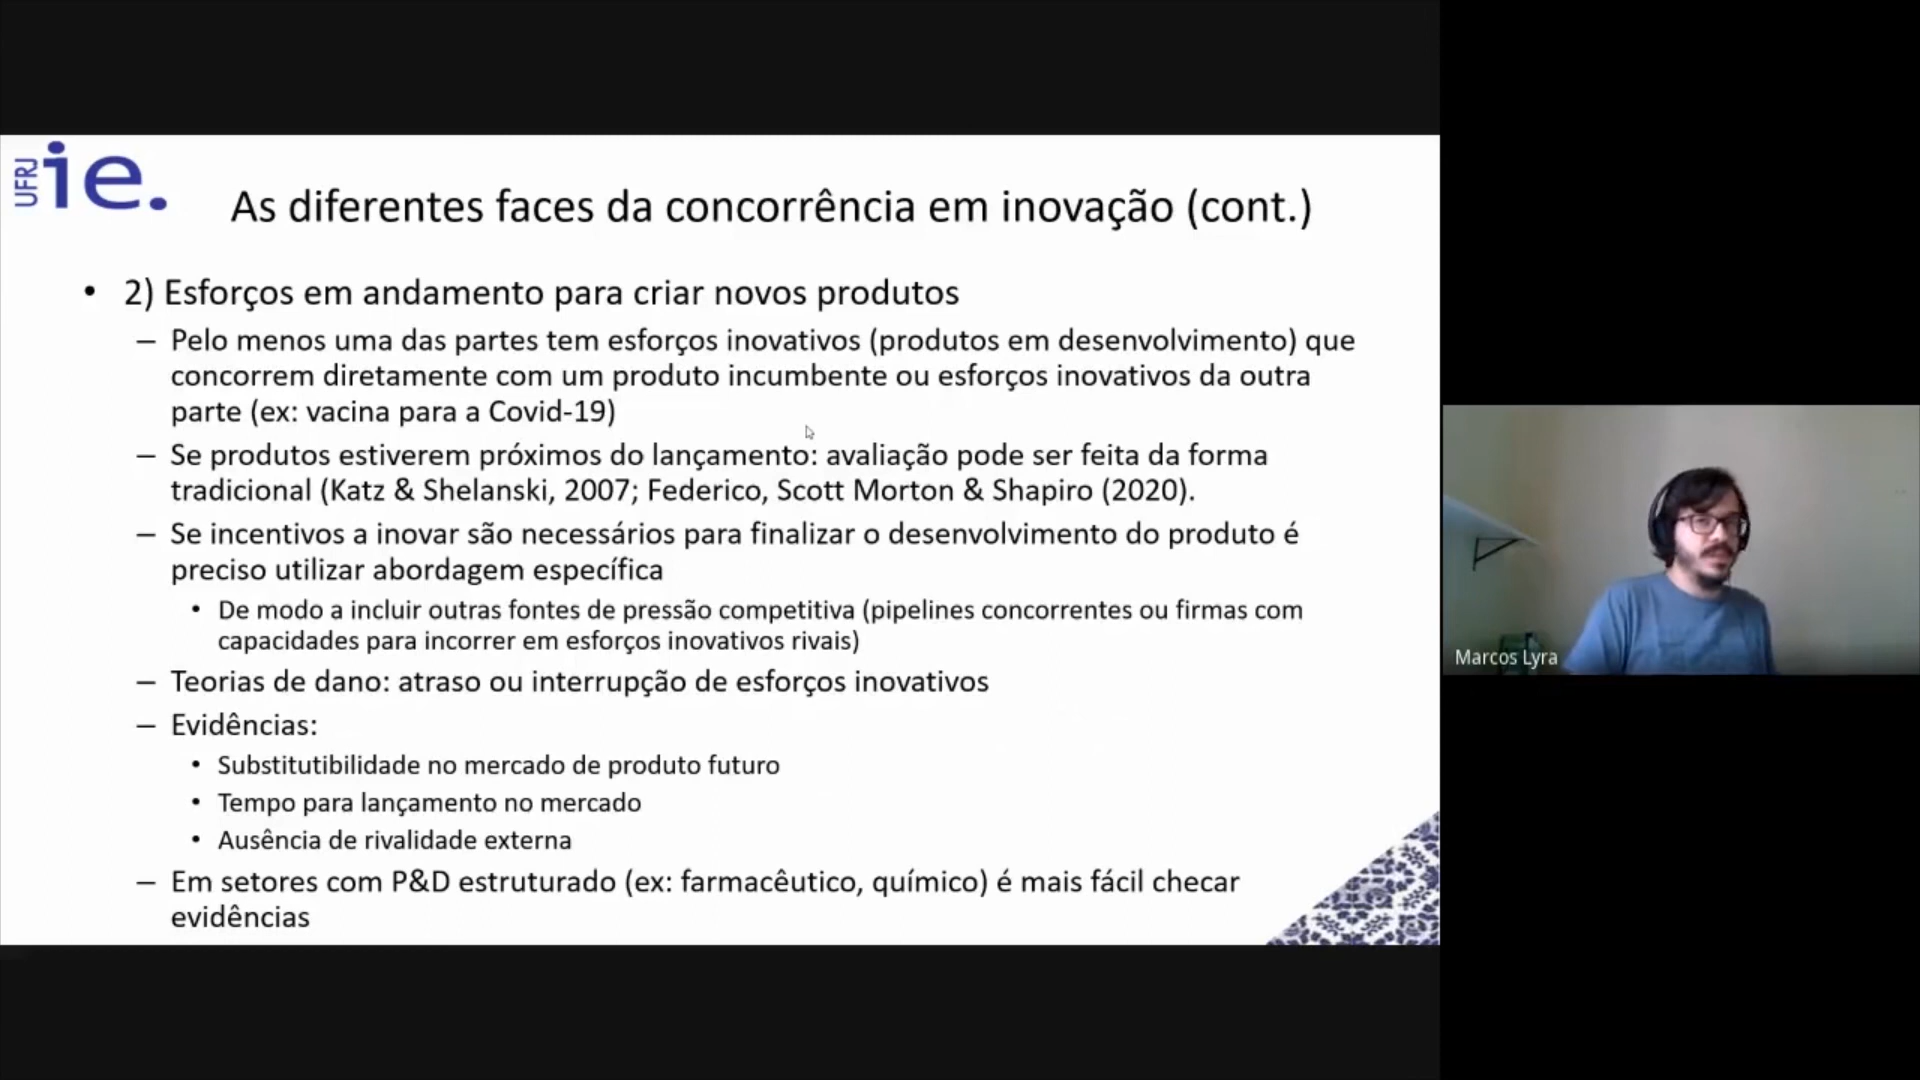 UFRJ ie.
As diferentes faces da concorrência em inovação (cont.)
• 2) Esforços em andamento para criar novos produtos
– Pelo menos uma das partes tem esforços inovativos (produtos em desenvolvimento) que
concorrem diretamente com um produto incumbente ou esforços inovativos da outra
parte (ex: vacina para a Covid-19)
– Se produtos estiverem próximos do lançamento: avaliação pode ser feita da forma
tradicional (Katz & Shelanski, 2007; Federico, Scott Morton & Shapiro (2020).
– Se incentivos a inovar são necessários para finalizar o desenvolvimento do produto é
preciso utilizar abordagem específica
• De modo a incluir outras fontes de pressão competitiva (pipelines concorrentes ou firmas com
capacidades para incorrer em esforços inovativos rivais)
– Teorias de dano: atraso ou interrupção de esforços inovativos
– Evidências:
• Substitutibilidade no mercado de produto futuro
• Tempo para lançamento no mercado
• Ausência de rivalidade externa
– Em setores com P&D estruturado (ex: farmacêutico, químico) é mais fácil checar
evidências
Marcos Lyra